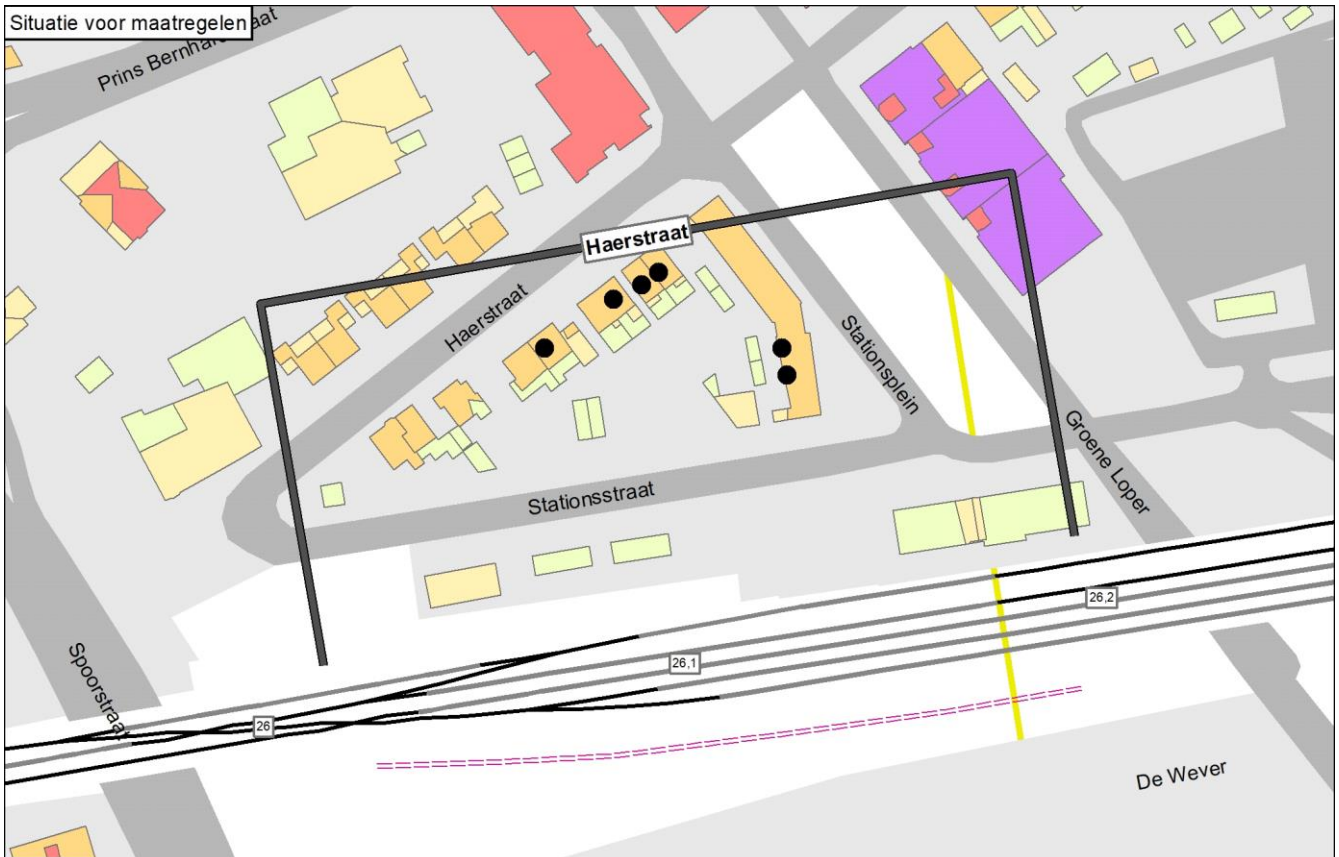 Situatie voor maatregelen
Prins Bernhardstraat
Haerstraat
Haerstraat
Stationsplein
Groene Loper
Stationsstraat
26,2
26,1
Spoorstraat
26
De Wever